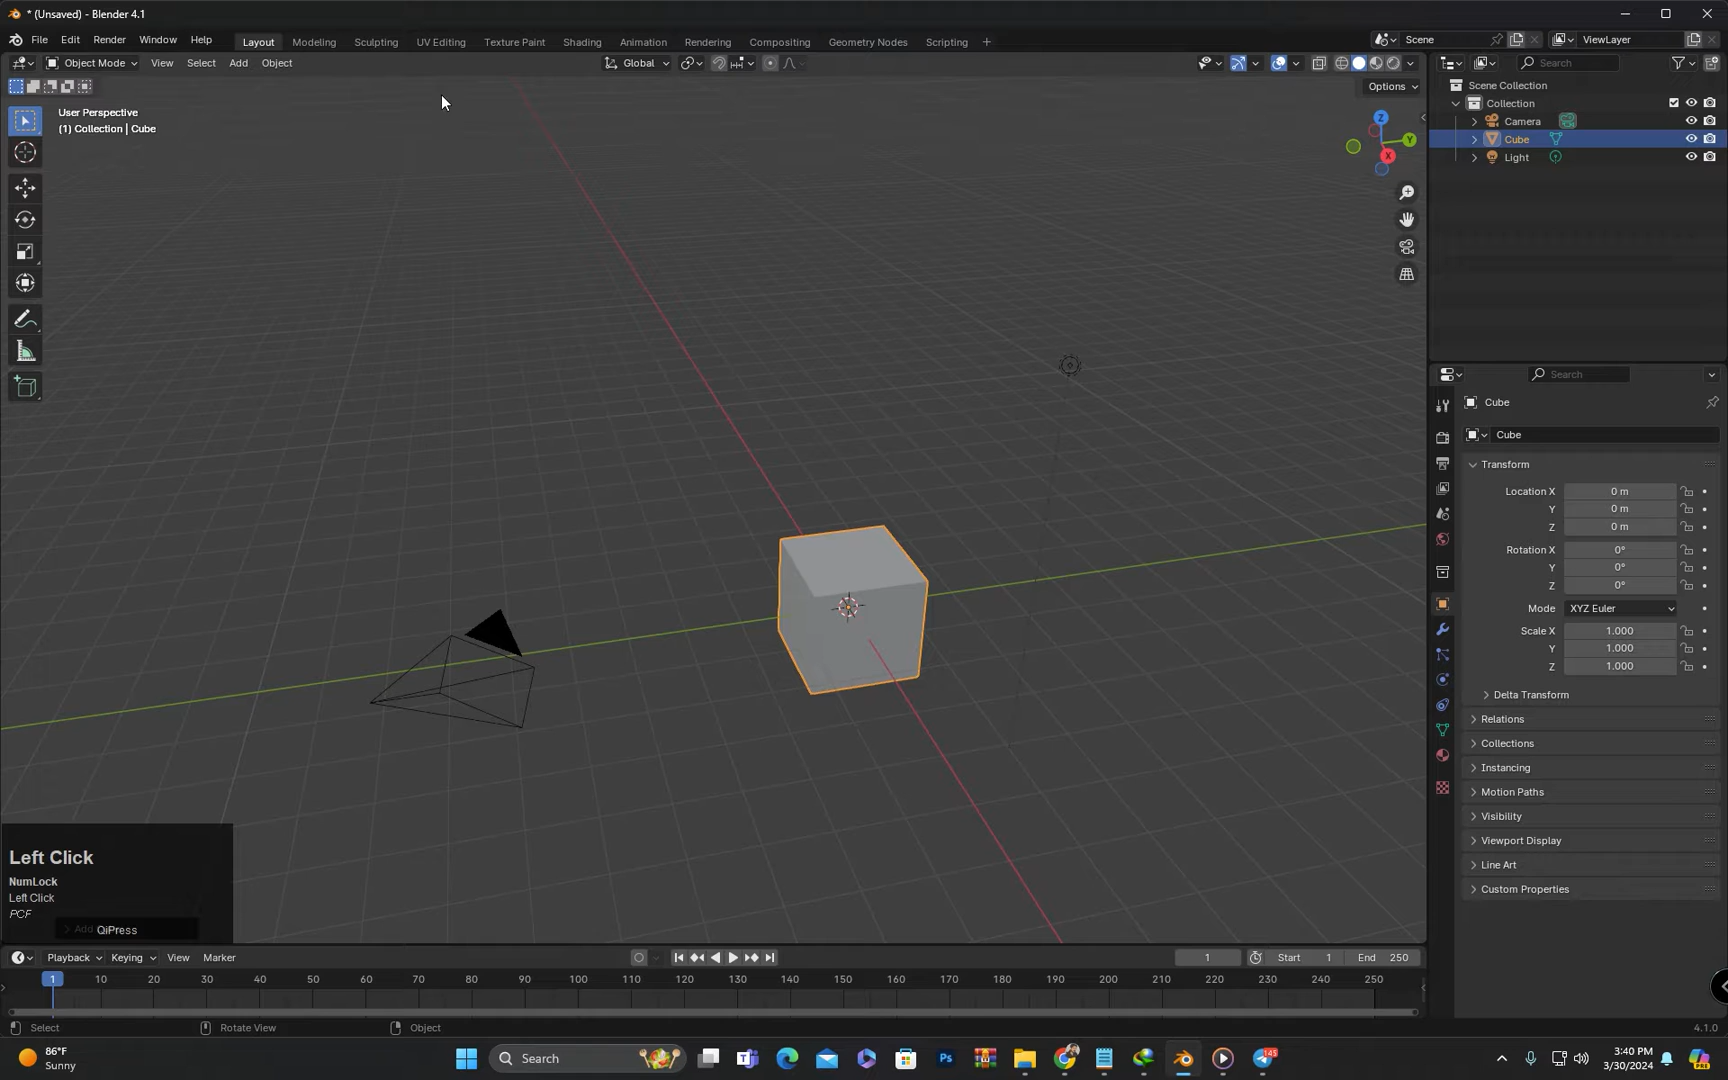 * (Unsaved) - Blender 4.1
File Edit Render Window Help Layout Modeling Sculpting UV Editing Texture Paint Shading Animation Rendering Compositing Geometry Nodes Scripting + Scene ViewLayer
Object Mode View Select Add Object Global Search
Options
User Perspective
(1) Collection | Cube
Z
Y
X
Scene Collection
Collection
Camera
Cube
Light
Search
Cube
Cube
Transform
Location X 0 m
Y 0 m
Z 0 m
Rotation X 0°
Y 0°
Z 0°
Mode XYZ Euler
Scale X 1.000
Y 1.000
Z 1.000
Delta Transform
Relations
Collections
Instancing
Motion Paths
Visibility
Viewport Display
Line Art
Custom Properties
Left Click
NumLock
Left Click
PCF
Add QiPress
Playback Keying View Marker 1 Start 1 End 250
1 10 20 30 40 50 60 70 80 90 100 110 120 130 140 150 160 170 180 190 200 210 220 230 240 250
Select Rotate View Object 4.1.0
86°F
Sunny
Search
Ps
145
3:40 PM
3/30/2024
PRE